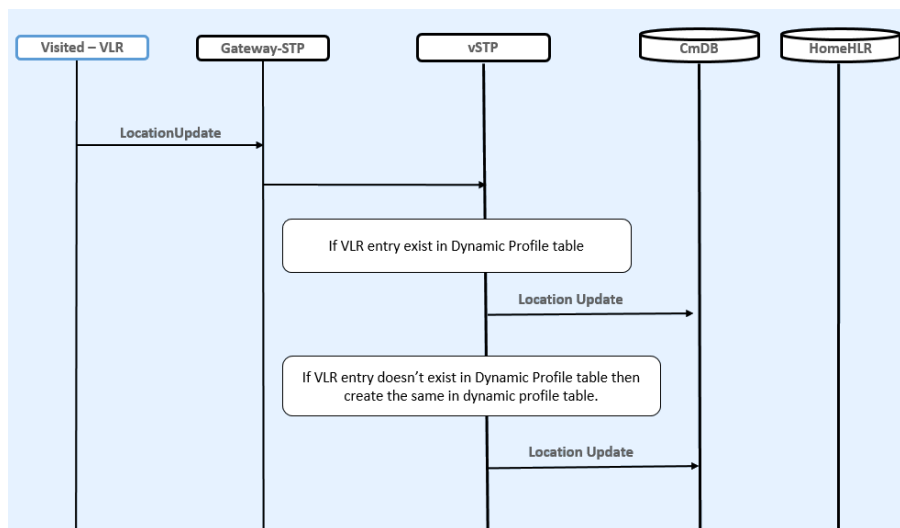 Visited – VLR
Gateway-STP
vSTP
CmDB
HomeHLR
LocationUpdate
If VLR entry exist in Dynamic Profile table
Location Update
If VLR entry doesn’t exist in Dynamic Profile table then
create the same in dynamic profile table.
Location Update